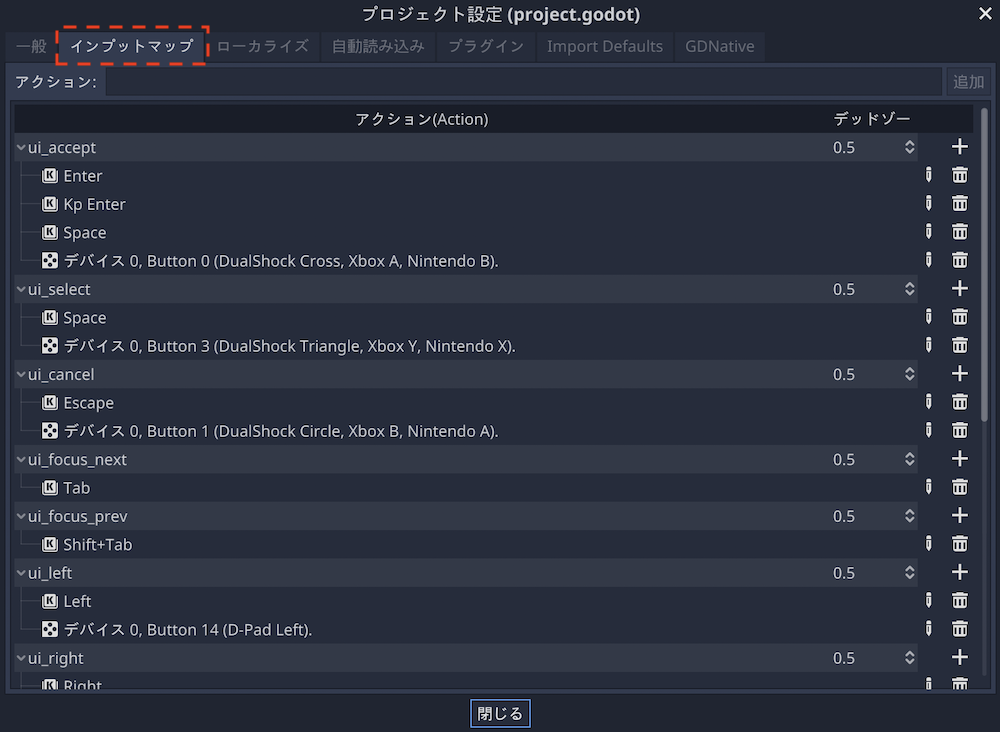 プロジェクト設定 (project.godot)
一般 インプットマップ ローカライズ 自動読み込み プラグイン Import Defaults GDNative
アクション: 追加
アクション(Action) デッドゾー
ui_accept 0.5
Enter
Kp Enter
Space
デバイス 0, Button 0 (DualShock Cross, Xbox A, Nintendo B).
ui_select 0.5
Space
デバイス 0, Button 3 (DualShock Triangle, Xbox Y, Nintendo X).
ui_cancel 0.5
Escape
デバイス 0, Button 1 (DualShock Circle, Xbox B, Nintendo A).
ui_focus_next 0.5
Tab
ui_focus_prev 0.5
Shift+Tab
ui_left 0.5
Left
デバイス 0, Button 14 (D-Pad Left).
ui_right 0.5
Right
閉じる